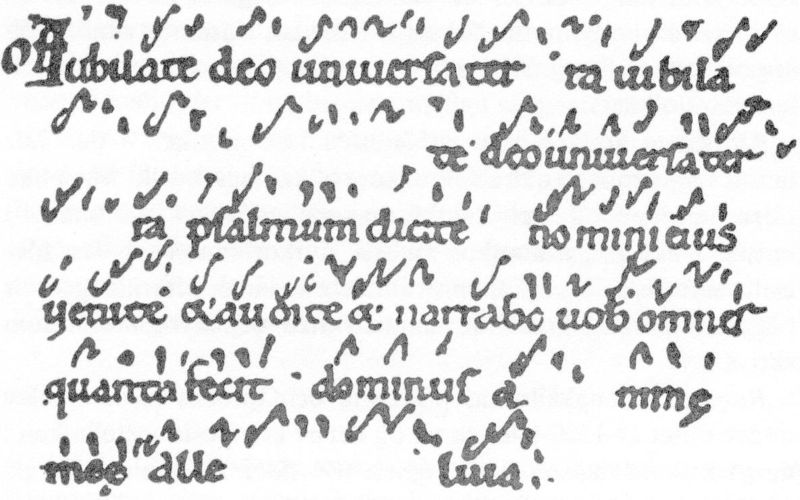 OF Iubilate deo uniuersa ter ra iubila
te deo uniuersa ter
ra psalmum dicite nomini eius
uenite & audite & narrabo uob omnes
quanta fecit dominus a nime
meę alle luia.